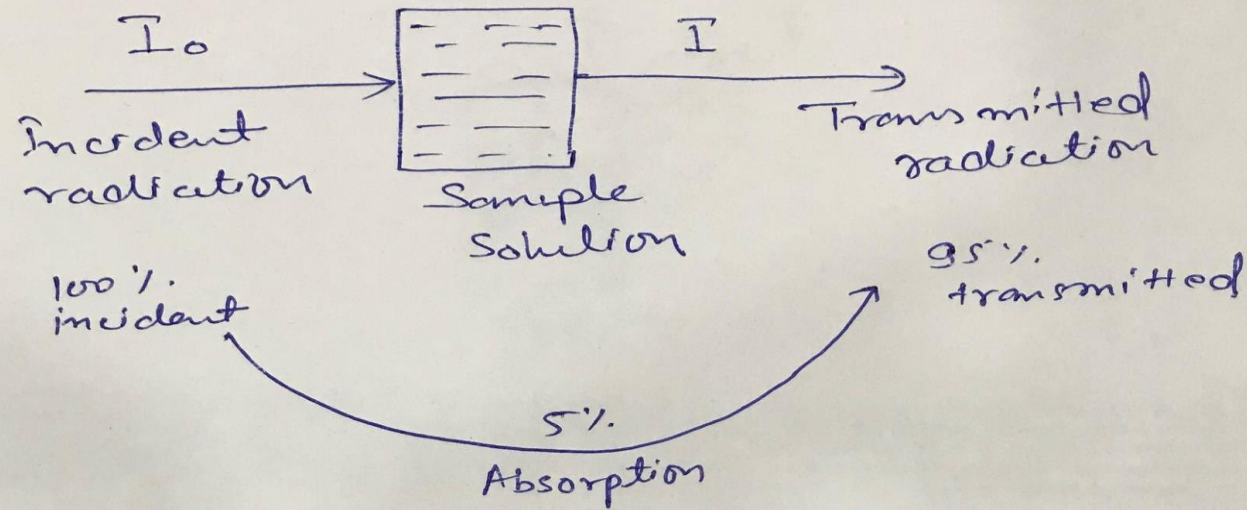 I₀
I
Incident
radiation
Sample
Solution
Transmitted
radiation
100%.
incident
95%.
transmitted
5%.
Absorption